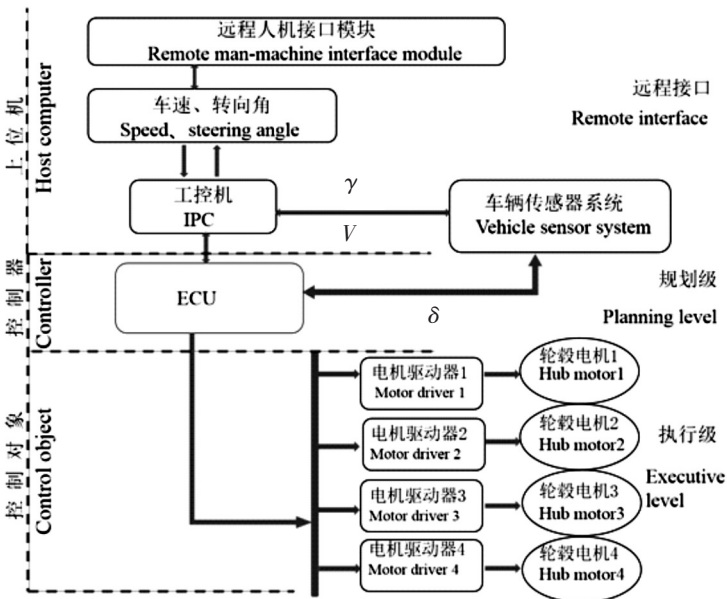 远程人机接口模块
Remote man-machine interface module
车速、转向角
Speed、steering angle
工控机
IPC
γ
V
车辆传感器系统
Vehicle sensor system
远程接口
Remote interface
上位机
Host computer
控制器
Controller
ECU
δ
规划级
Planning level
控制对象
Control object
电机驱动器1
Motor driver 1
轮毂电机1
Hub motor1
电机驱动器2
Motor driver 2
轮毂电机2
Hub motor2
电机驱动器3
Motor driver 3
轮毂电机3
Hub motor3
电机驱动器4
Motor driver 4
轮毂电机4
Hub motor4
执行级
Executive
level